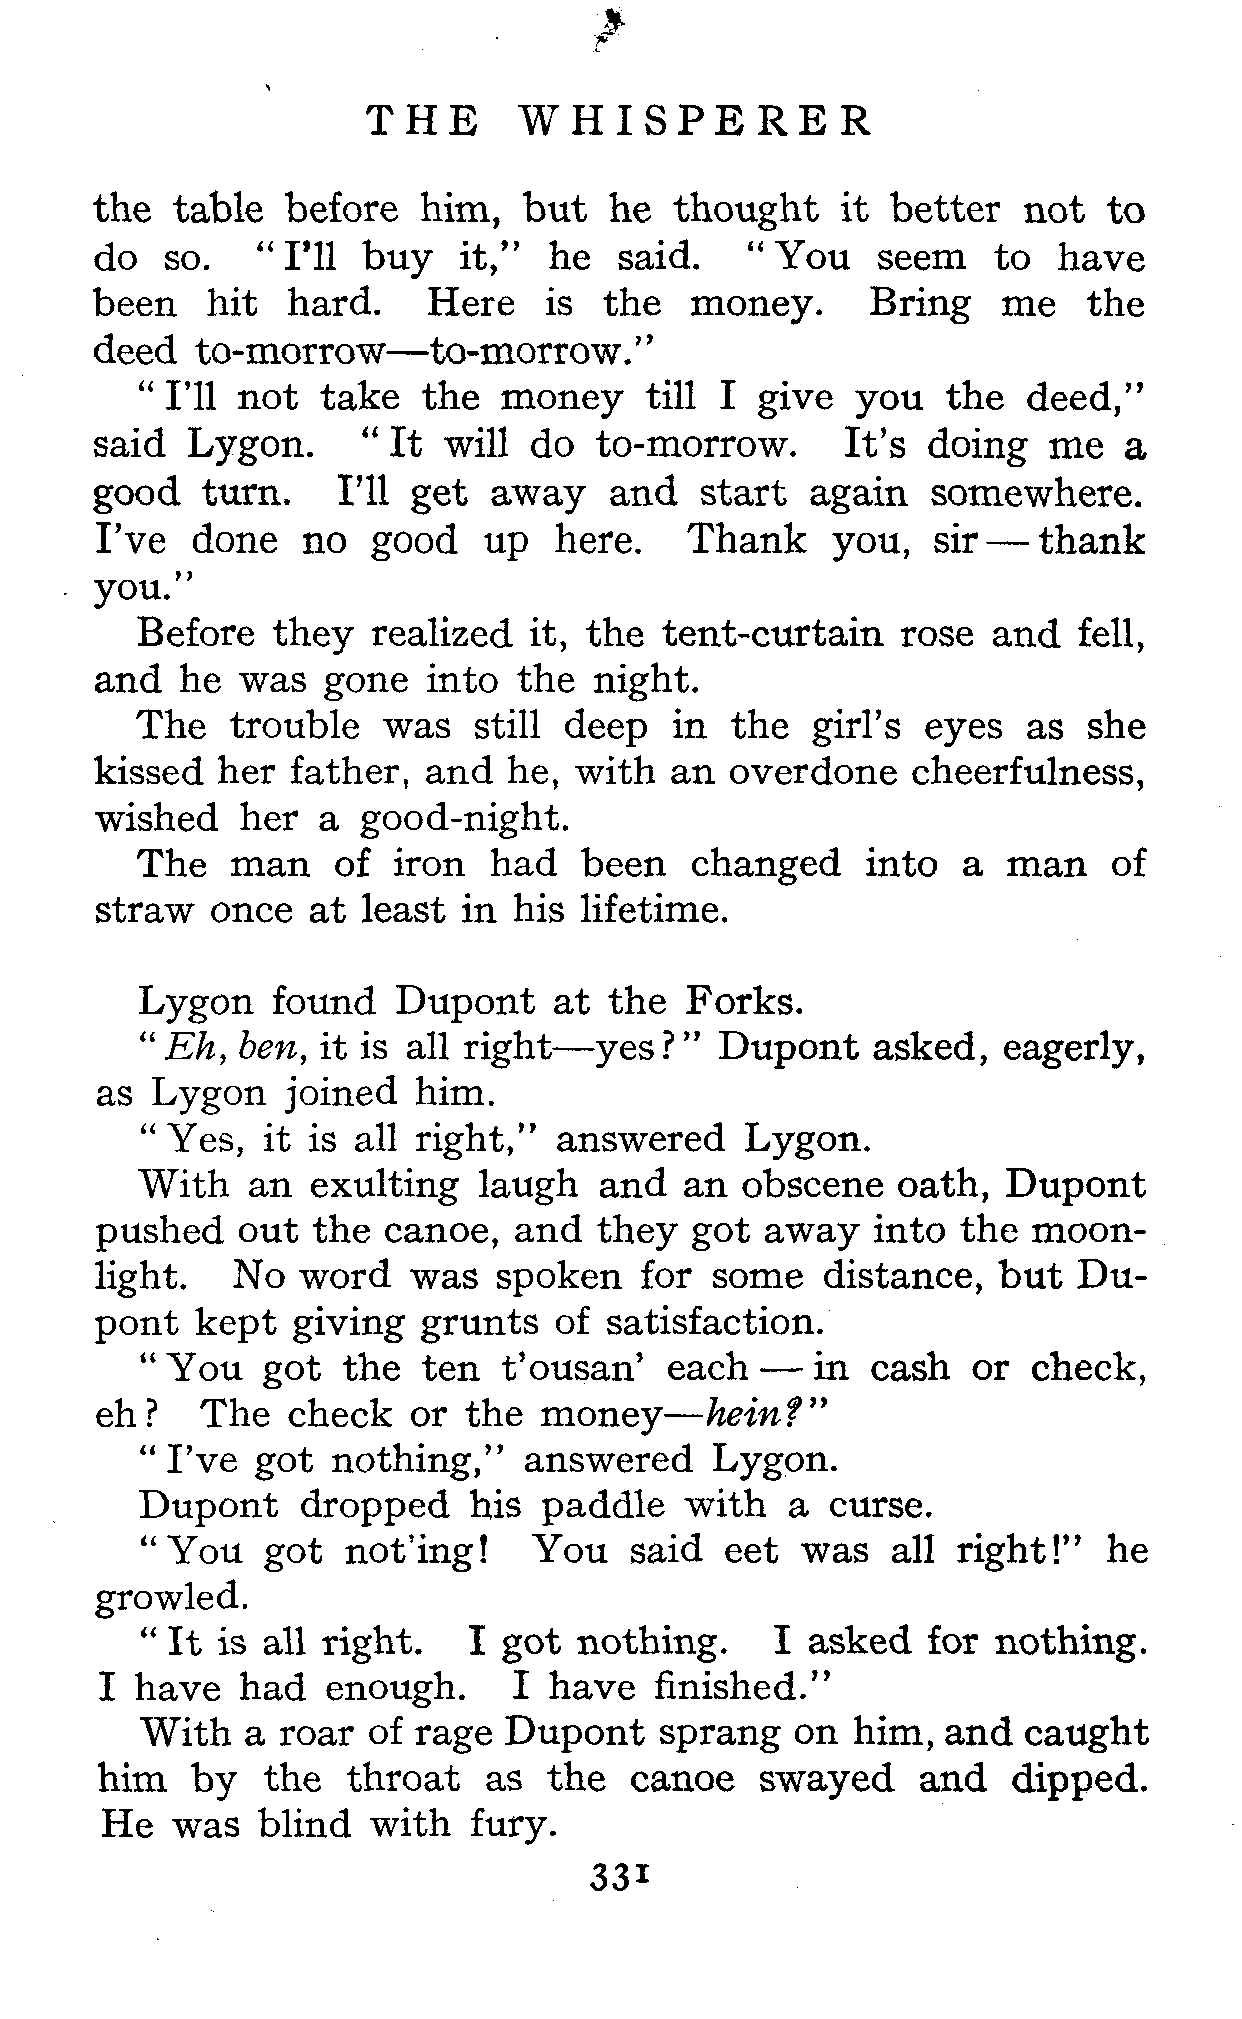 THE WHISPERER
the table before him, but he thought it better not to
do so. "I'll buy it," he said. "You seem to have
been hit hard. Here is the money. Bring me the
deed to-morrow—to-morrow."
"I'll not take the money till I give you the deed,"
said Lygon. "It will do to-morrow. It's doing me a
good turn. I'll get away and start again somewhere.
I've done no good up here. Thank you, sir — thank
you."
Before they realized it, the tent-curtain rose and fell,
and he was gone into the night.
The trouble was still deep in the girl's eyes as she
kissed her father, and he, with an overdone cheerfulness,
wished her a good-night.
The man of iron had been changed into a man of
straw once at least in his lifetime.
Lygon found Dupont at the Forks.
"Eh, ben, it is all right—yes?" Dupont asked, eagerly,
as Lygon joined him.
"Yes, it is all right," answered Lygon.
With an exulting laugh and an obscene oath, Dupont
pushed out the canoe, and they got away into the moon-
light. No word was spoken for some distance, but Du-
pont kept giving grunts of satisfaction.
"You got the ten t'ousan' each — in cash or check,
eh? The check or the money—hein?"
"I've got nothing," answered Lygon.
Dupont dropped his paddle with a curse.
"You got not'ing! You said eet was all right!" he
growled.
"It is all right. I got nothing. I asked for nothing.
I have had enough. I have finished."
With a roar of rage Dupont sprang on him, and caught
him by the throat as the canoe swayed and dipped.
He was blind with fury.
331